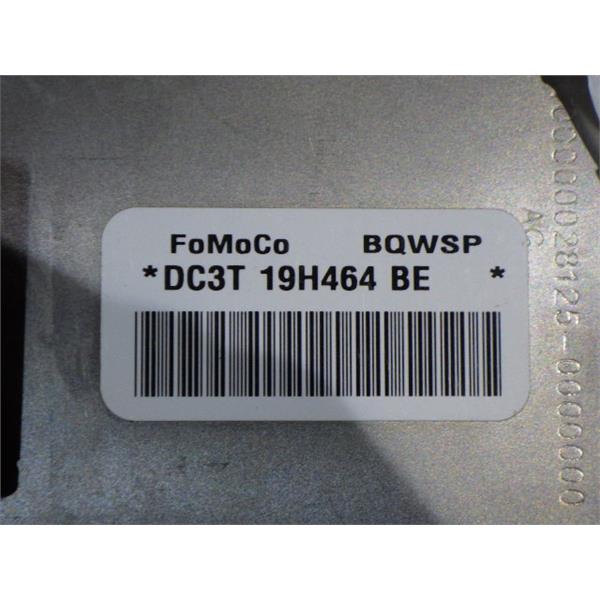 FoMoCo BQWSP
*DC3T 19H464 BE *